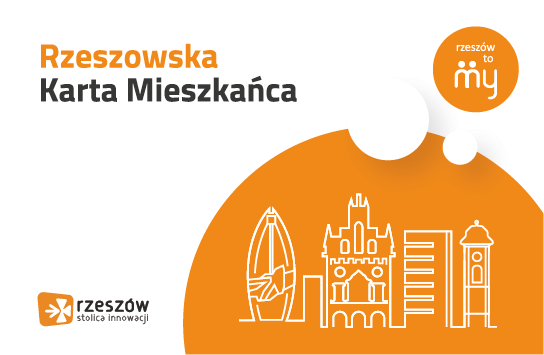 Rzeszowska
Karta Mieszkańca
rzeszów
to
my
rzeszów
stolica innowacji